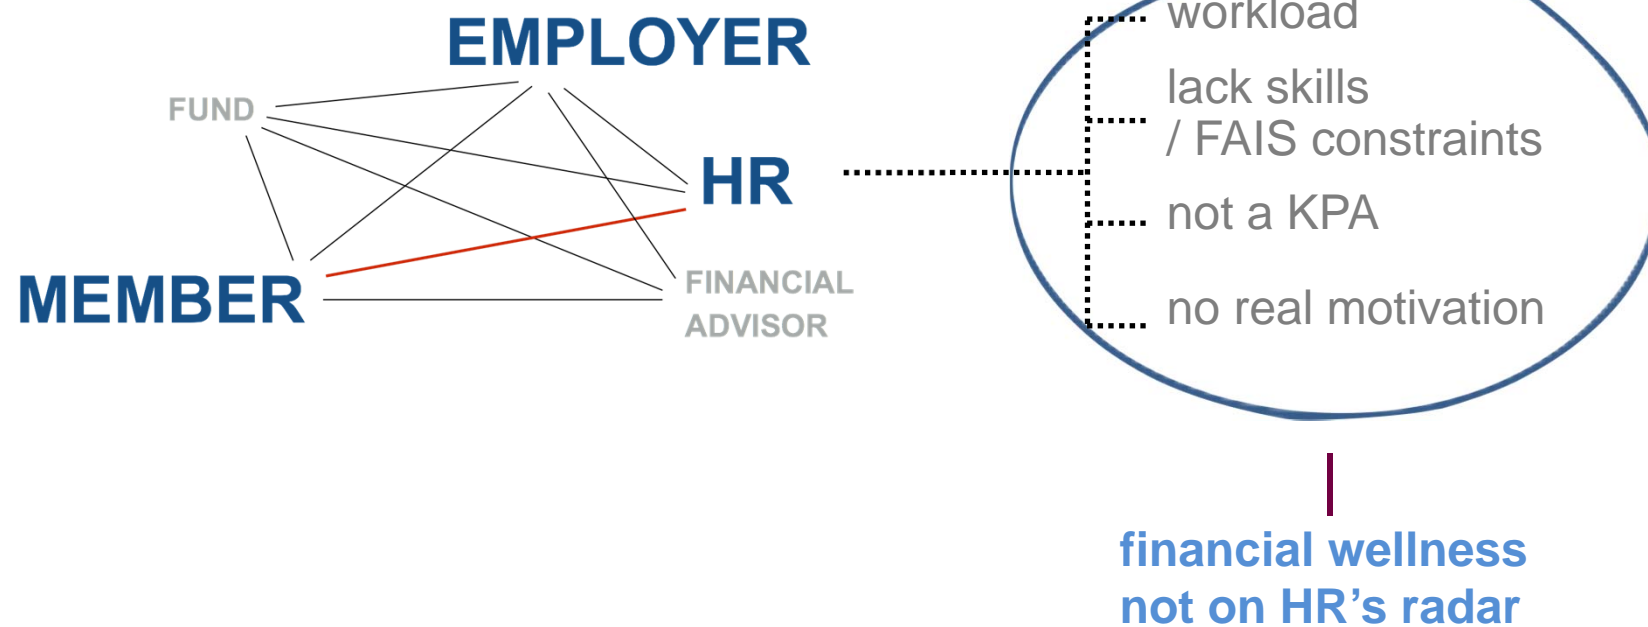 EMPLOYER
FUND
HR
MEMBER
FINANCIAL
ADVISOR
workload
lack skills
/ FAIS constraints
not a KPA
no real motivation
financial wellness
not on HR’s radar